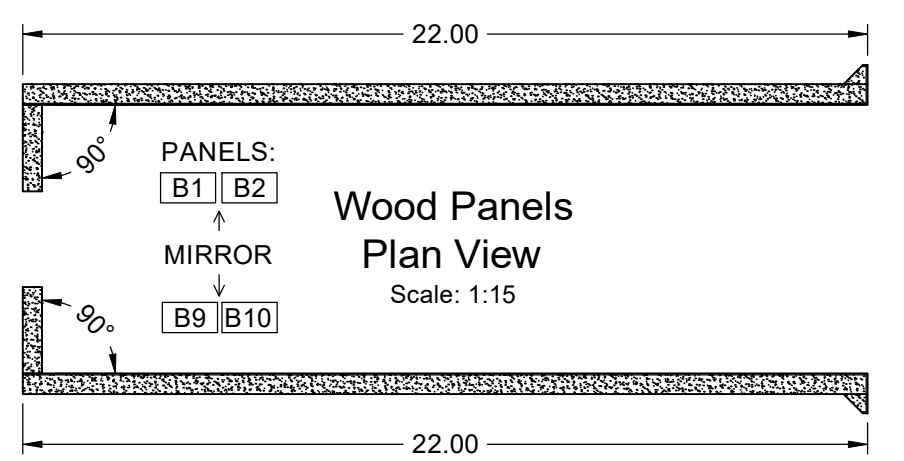 22.00
90°
PANELS:
B1 B2
MIRROR
B9 B10
90°
Wood Panels
Plan View
Scale: 1:15
22.00